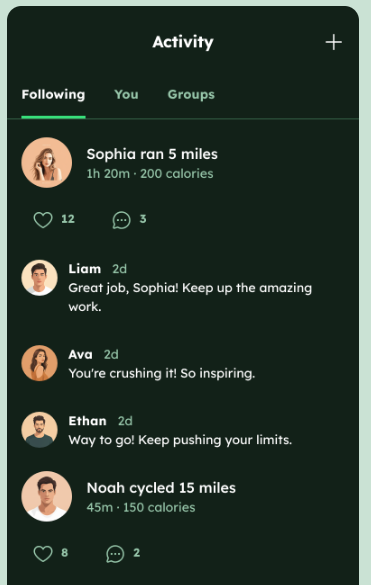 Activity
Following You Groups
Sophia ran 5 miles
1h 20m · 200 calories
12 3
Liam 2d
Great job, Sophia! Keep up the amazing
work.
Ava 2d
You're crushing it! So inspiring.
Ethan 2d
Way to go! Keep pushing your limits.
Noah cycled 15 miles
45m · 150 calories
8 2